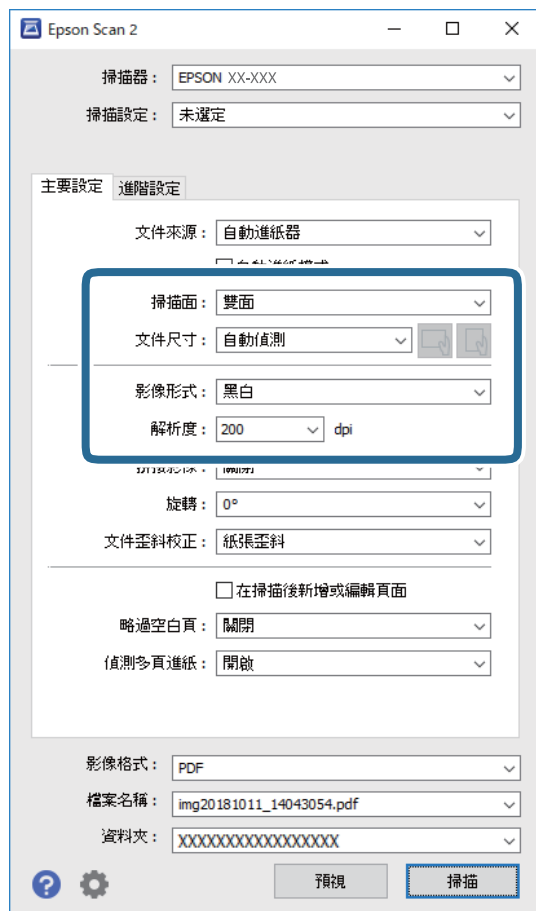 Epson Scan 2
掃描器： EPSON XX-XXX
掃描設定： 未選定
主要設定 進階設定
文件來源： 自動進紙器
掃描面： 雙面
文件尺寸： 自動偵測
影像形式： 黑白
解析度： 200 dpi
旋轉： 0°
文件歪斜校正： 紙張歪斜
在掃描後新增或編輯頁面
略過空白頁： 關閉
偵測多頁進紙： 開啟
影像格式： PDF
檔案名稱： img20181011_14043054.pdf
資料夾： XXXXXXXXXXXXXXXXX
預視 掃描